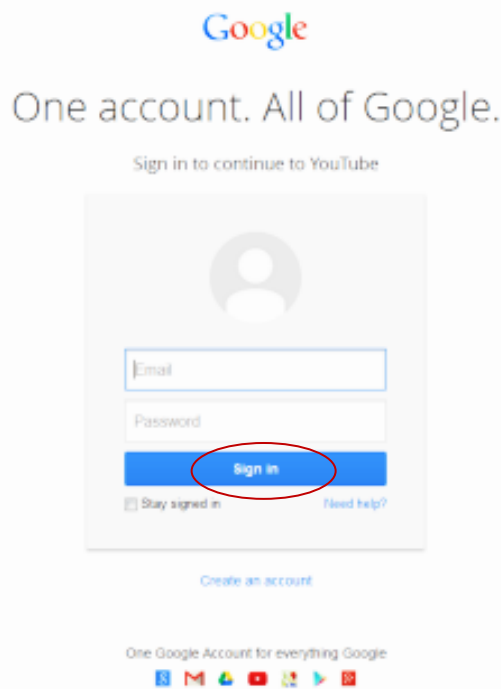 Google
One account. All of Google.
Sign in to continue to YouTube
Email
Password
Sign in
Stay signed in Need help?
Create an account
One Google Account for everything Google